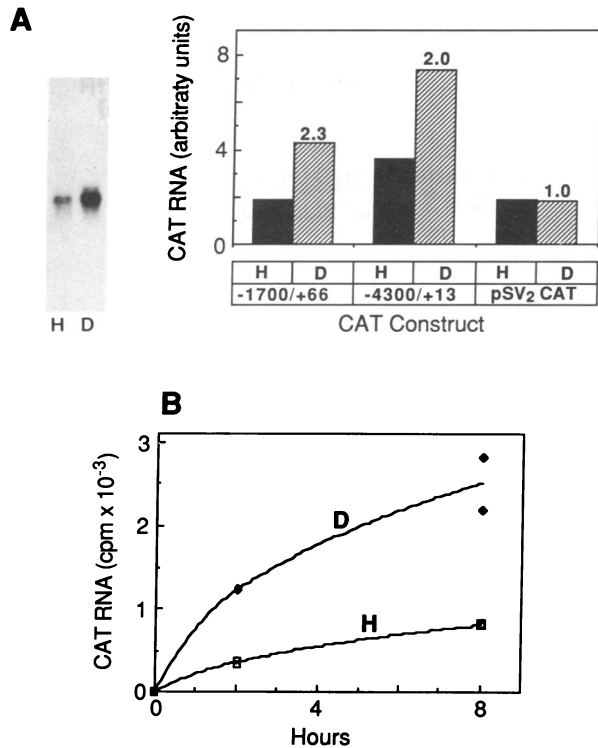 A
H D
CAT RNA (arbitraty units)
8
4
0
2.3
2.0
1.0
H D H D H D
-1700/+66 -4300/+13 pSV2 CAT
CAT Construct
B
CAT RNA (cpm x 10-3)
3
2
1
0
D
H
0 4 8
Hours